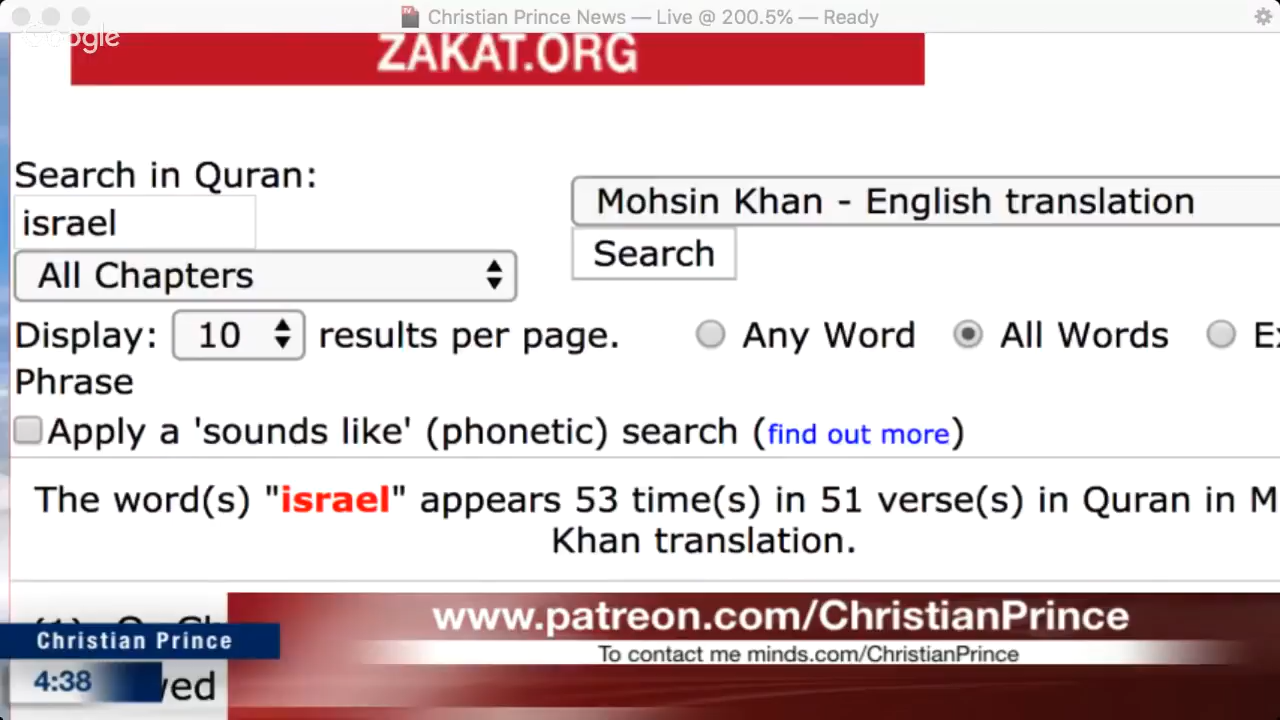 Christian Prince News — Live @ 200.5% — Ready
Google
ZAKAT.ORG
Search in Quran:
israel
Mohsin Khan - English translation
All Chapters
Search
Display: 10 results per page. Any Word All Words
Phrase
Apply a 'sounds like' (phonetic) search (find out more)
The word(s) "israel" appears 53 time(s) in 51 verse(s) in Quran in M
Khan translation.
www.patreon.com/ChristianPrince
Christian Prince
To contact me minds.com/ChristianPrince
4:38